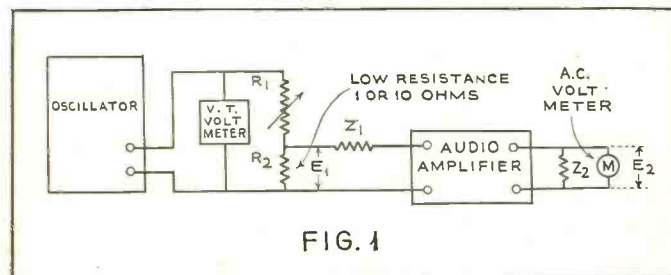 OSCILLATOR
V. T.
VOLT
METER
R1
R2
LOW RESISTANCE
1 OR 10 OHMS
E1
Z1
AUDIO
AMPLIFIER
A.C.
VOLT
METER
Z2
M
E2
FIG. 1